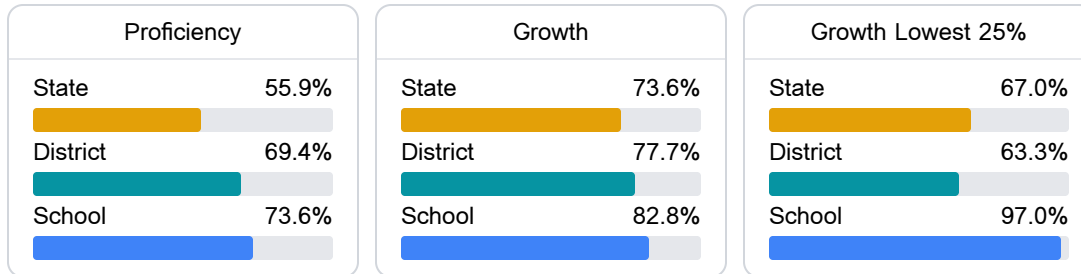 Proficiency
State 55.9%
District 69.4%
School 73.6%
Growth
State 73.6%
District 77.7%
School 82.8%
Growth Lowest 25%
State 67.0%
District 63.3%
School 97.0%